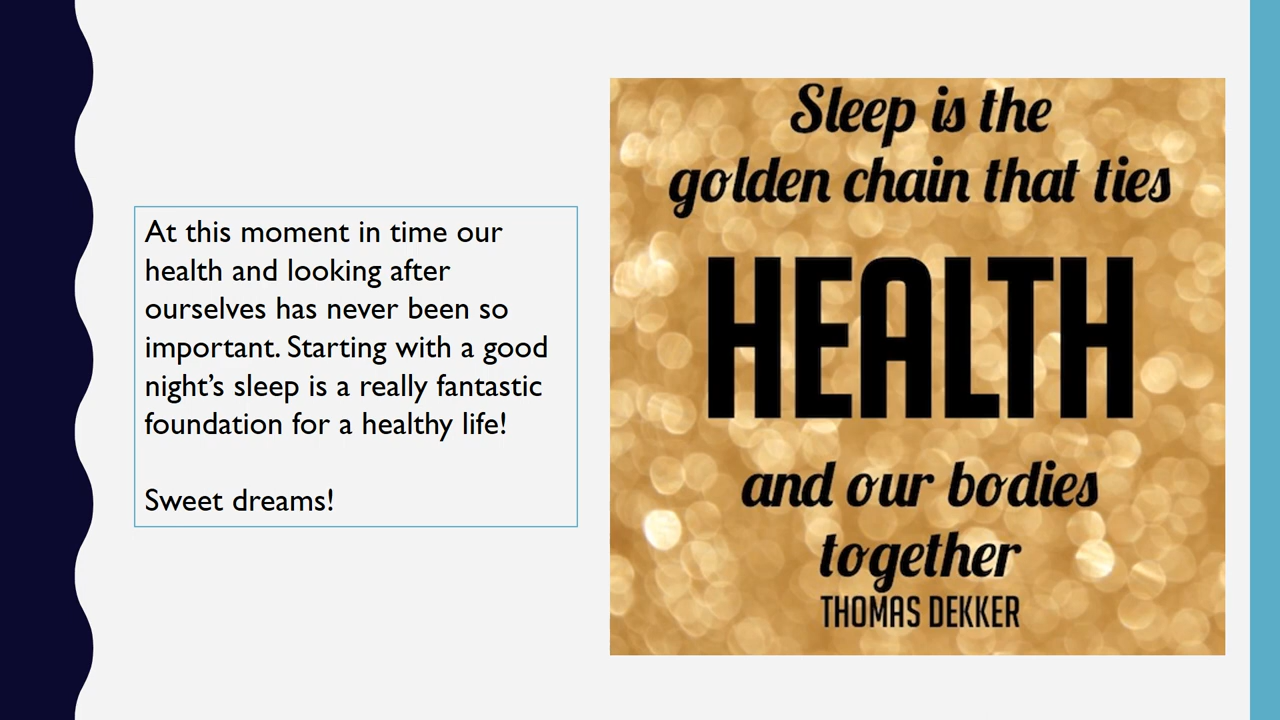 At this moment in time our
health and looking after
ourselves has never been so
important. Starting with a good
night’s sleep is a really fantastic
foundation for a healthy life!
Sweet dreams!
Sleep is the
golden chain that ties
HEALTH
and our bodies
together
THOMAS DEKKER